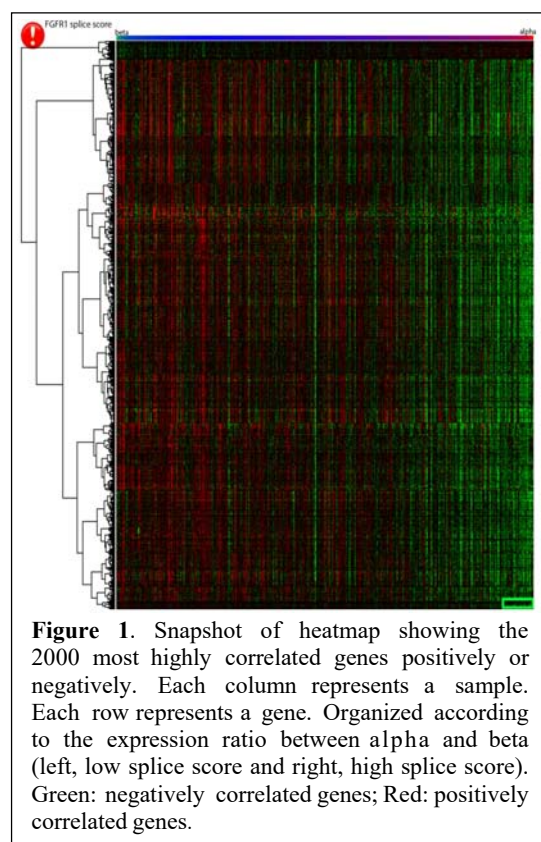 FGFR1 splice score
beta
alpha
Figure 1. Snapshot of heatmap showing the
2000 most highly correlated genes positively or
negatively. Each column represents a sample.
Each row represents a gene. Organized according
to the expression ratio between alpha and beta
(left, low splice score and right, high splice score).
Green: negatively correlated genes; Red: positively
correlated genes.